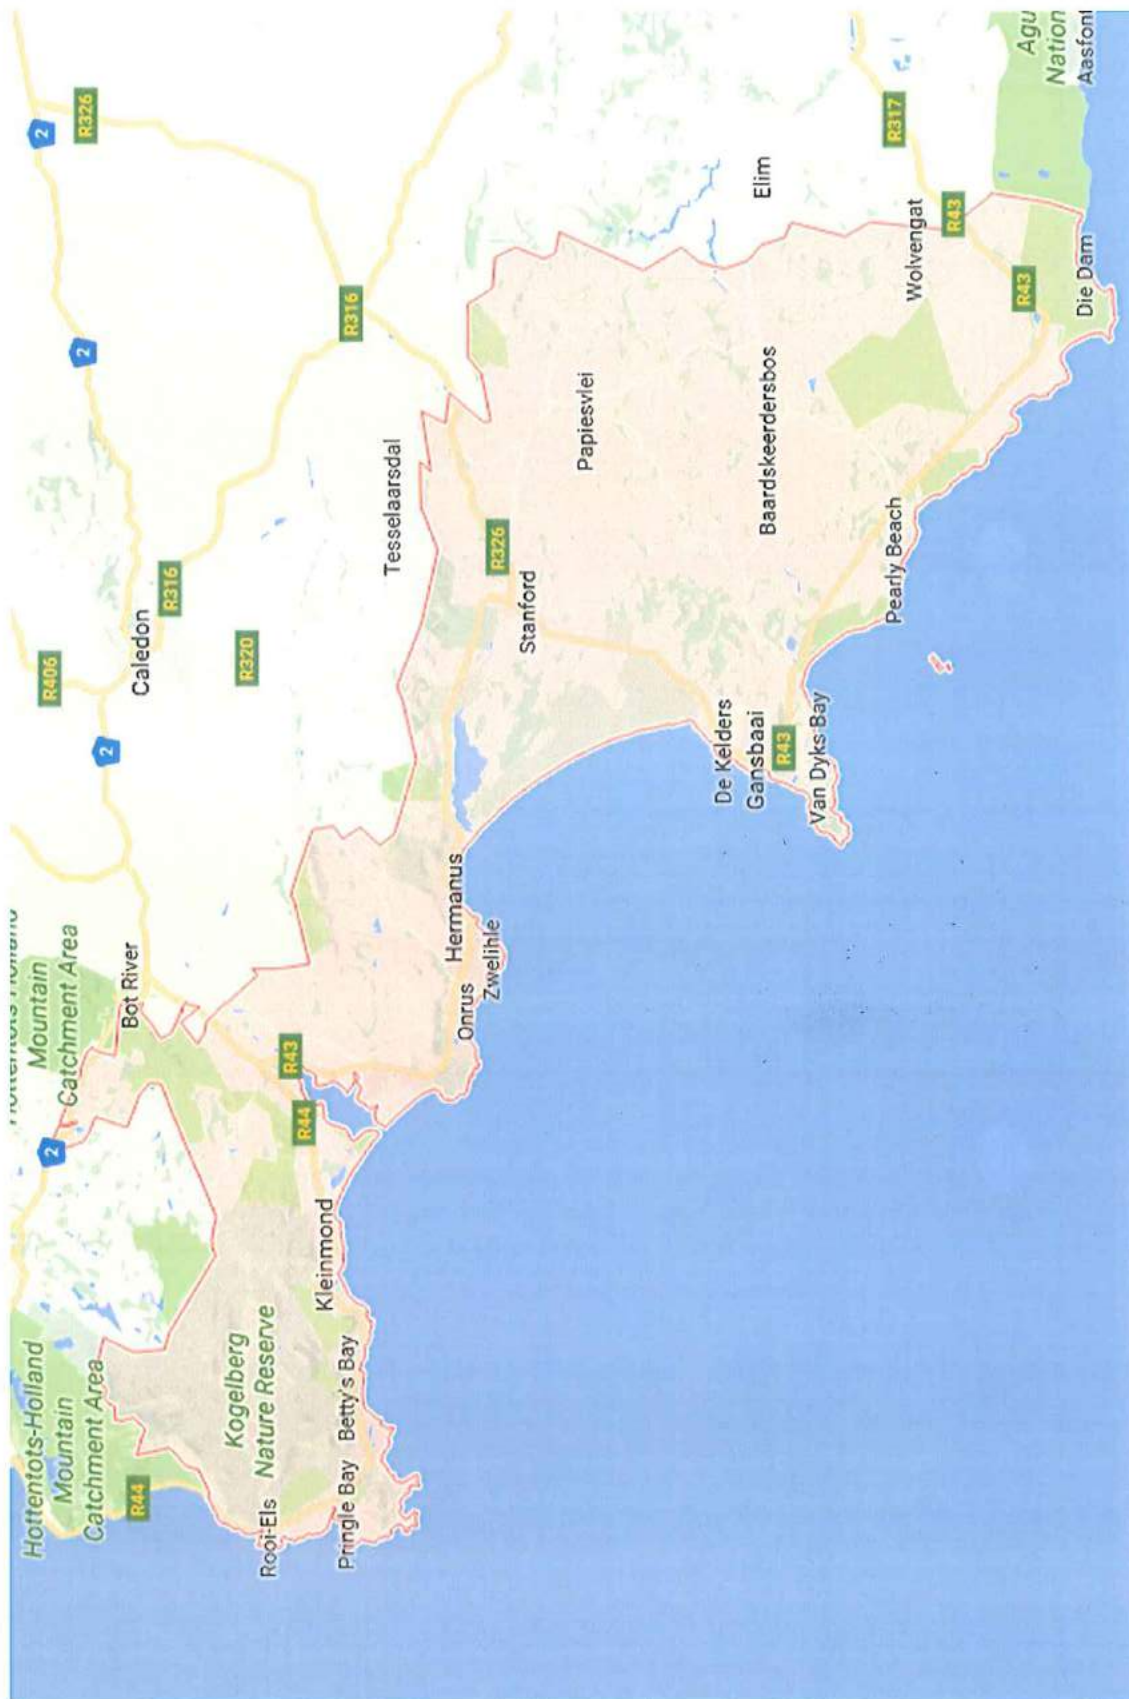 Hottentots-Holland
Mountain
Catchment Area
R44
Rooi-Els
Pringle Bay
Kogelberg
Nature Reserve
Betty's Bay
Kleinmond
2
Mountain
Catchment Area
Bot River
R44
R43
Onrus
Zwelihle
Hermanus
2
R406
Caledon
R316
R320
2
2
R326
R316
Tesselaarsdal
R326
Stanford
Papiesvlei
De Kelders
Gansbaai
R43
Van Dyks Bay
Baardskeerdersbos
Pearly Beach
Elim
Wolvengat
R317
R43
R43
Die Dam
Agu
Nation
Aasfont